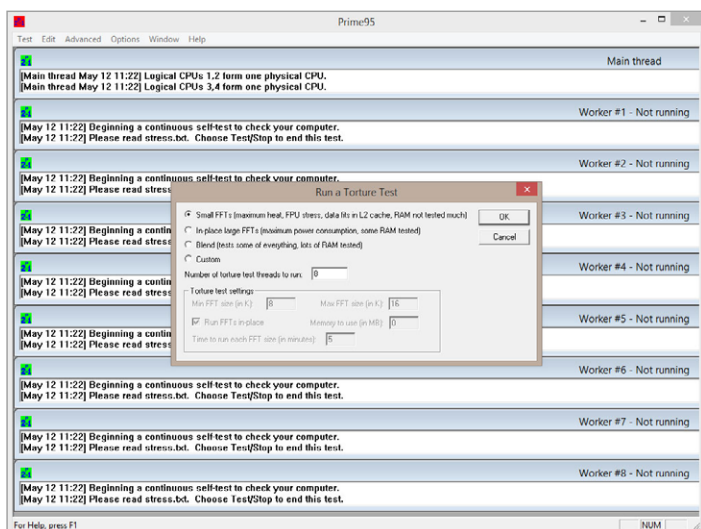 Prime95
Test Edit Advanced Options Window Help
Main thread
[Main thread May 12 11:22] Logical CPUs 1,2 form one physical CPU.
[Main thread May 12 11:22] Logical CPUs 3,4 form one physical CPU.
Worker #1 - Not running
[May 12 11:22] Beginning a continuous self-test to check your computer.
[May 12 11:22] Please read stress.txt. Choose Test/Stop to end this test.
Worker #2 - Not running
[May 12 11:22] Beginning a continuous self-test to check your computer.
[May 12 11:22] Please read stress
Run a Torture Test
Small FFTs (maximum heat, FPU stress, data fits in L2 cache, RAM not tested much)
OK
In-place large FFTs (maximum power consumption, some RAM tested)
Cancel
Blend (tests some of everything, lots of RAM tested)
Custom
Number of torture test threads to run: 8
Torture test settings
Min FFT size (in K): 8
Max FFT size (in K): 16
Run FFTs in-place
Memory to use (in MB): 0
Time to run each FFT size (in minutes): 5
Worker #3 - Not running
[May 12 11:22] Beginning a contin
[May 12 11:22] Please read stress
Worker #4 - Not running
[May 12 11:22] Beginning a contin
[May 12 11:22] Please read stress
Worker #5 - Not running
[May 12 11:22] Beginning a contin
[May 12 11:22] Please read stress
Worker #6 - Not running
[May 12 11:22] Beginning a continuous self-test to check your computer.
[May 12 11:22] Please read stress.txt. Choose Test/Stop to end this test.
Worker #7 - Not running
[May 12 11:22] Beginning a continuous self-test to check your computer.
[May 12 11:22] Please read stress.txt. Choose Test/Stop to end this test.
Worker #8 - Not running
[May 12 11:22] Beginning a continuous self-test to check your computer.
[May 12 11:22] Please read stress.txt. Choose Test/Stop to end this test.
For Help, press F1
NUM